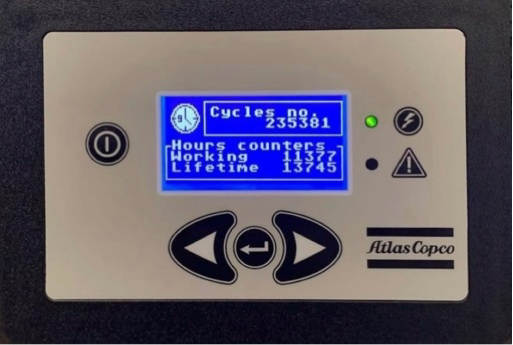 Cycles no.
235381
Hours counters
Working 11377
Lifetime 13745
Atlas Copco